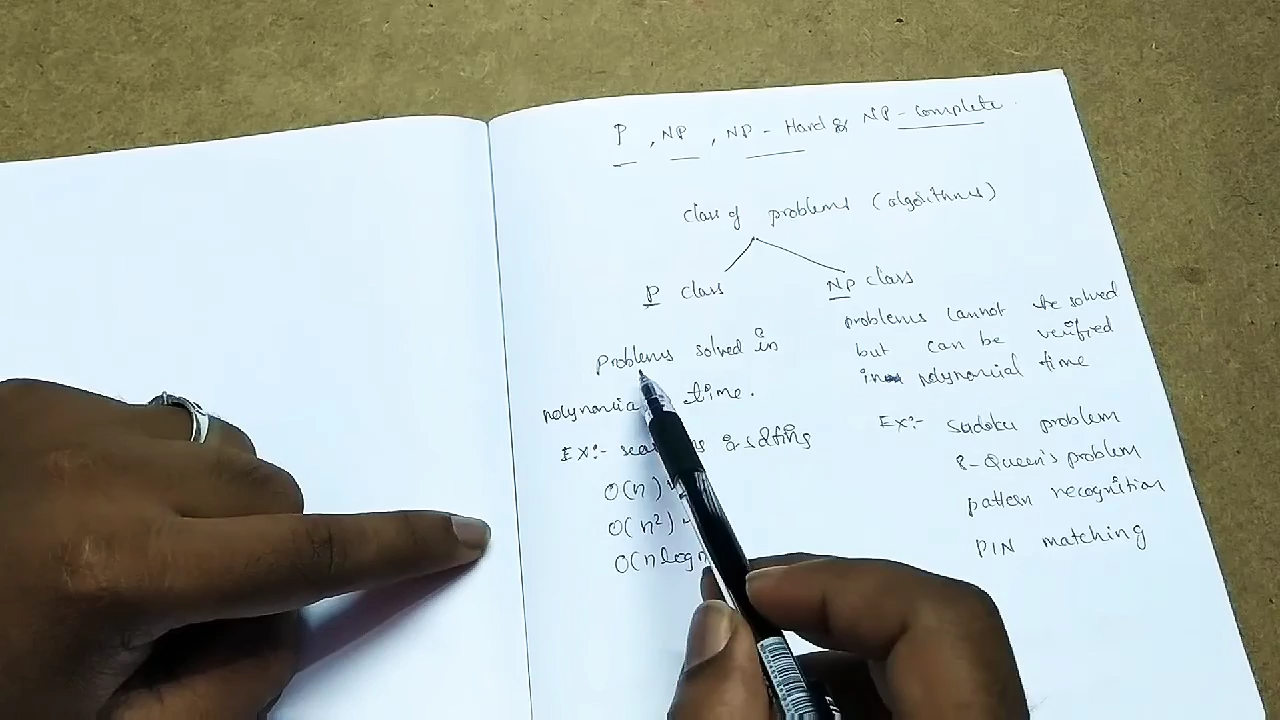 P, NP, NP - Hard & NP - complete
class of problems (algorithms)
P class
problems solved in
polynomia time.
Ex:- & sorting
O(n)
O(n²)
O(n log n
NP class
problems cannot be solved
but can be verified
in polynomial time
Ex:- Sudoku problem
8-Queen's problem
pattern recognition
PIN matching